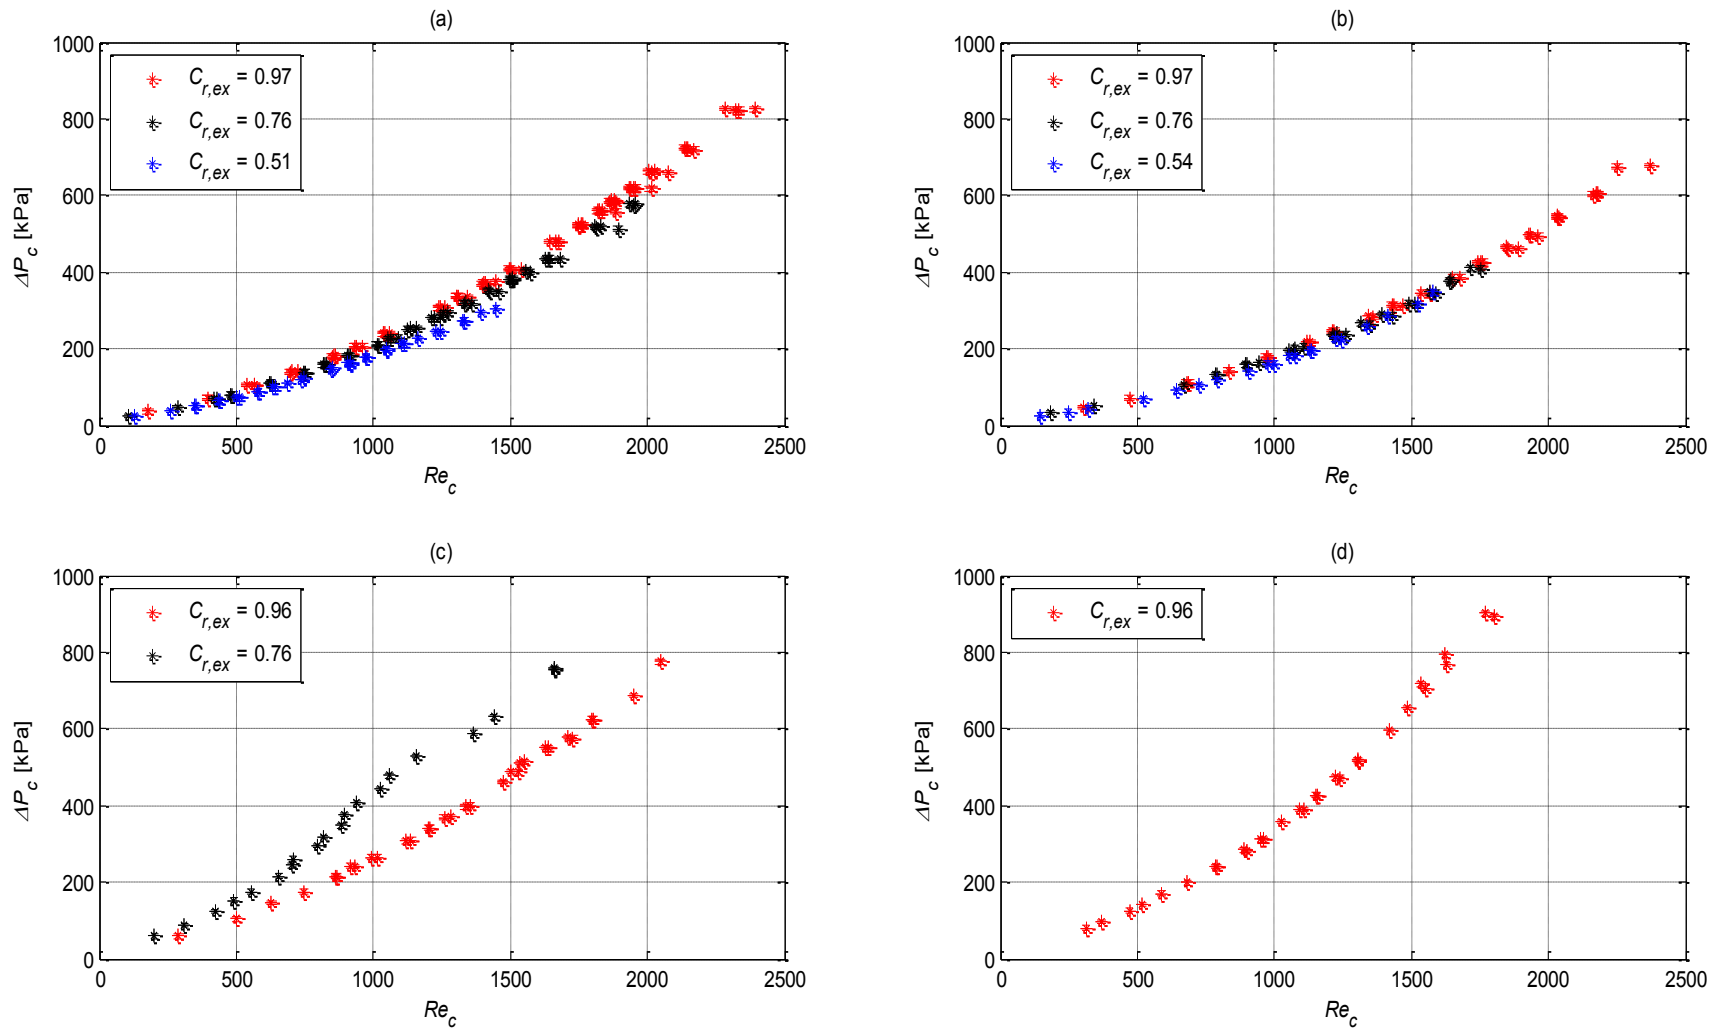 (a)
1000
800
600
400
200
0
ΔP_c [kPa]
C_r,ex = 0.97
C_r,ex = 0.76
C_r,ex = 0.51
0 500 1000 1500 2000 2500
Re_c
(b)
1000
800
600
400
200
0
ΔP_c [kPa]
C_r,ex = 0.97
C_r,ex = 0.76
C_r,ex = 0.54
0 500 1000 1500 2000 2500
Re_c
(c)
1000
800
600
400
200
0
ΔP_c [kPa]
C_r,ex = 0.96
C_r,ex = 0.76
0 500 1000 1500 2000 2500
Re_c
(d)
1000
800
600
400
200
0
ΔP_c [kPa]
C_r,ex = 0.96
0 500 1000 1500 2000 2500
Re_c